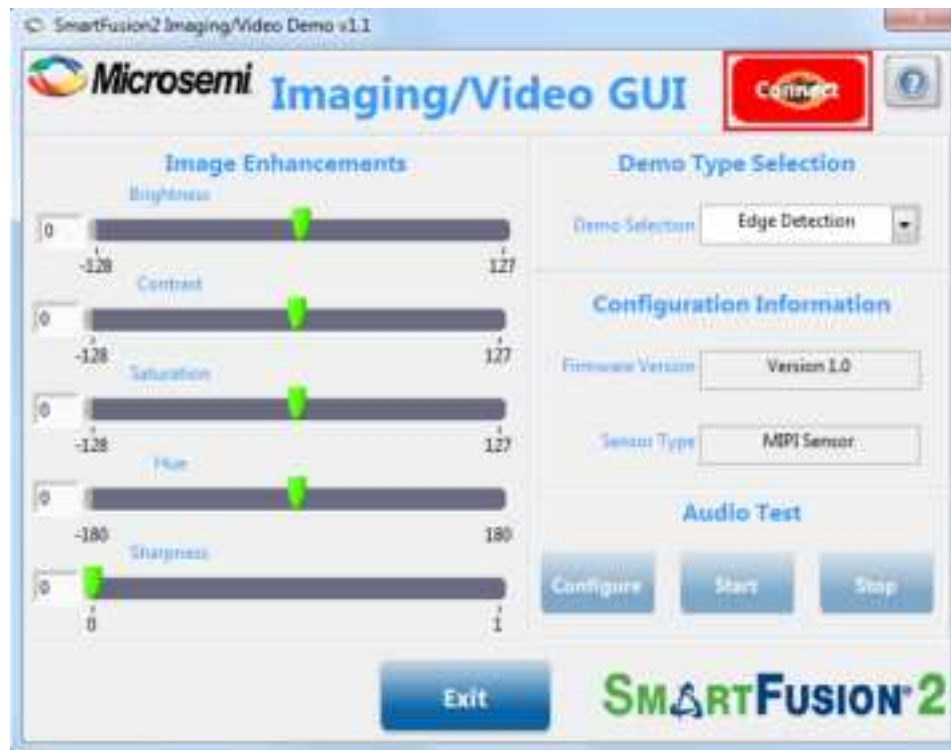 SmartFusion2 Imaging/Video Demo v1.1
Microsemi
Imaging/Video GUI
Connect
?
Image Enhancements
Brightness
0
-128
127
Contrast
0
-128
127
Saturation
0
-128
127
Hue
0
-180
180
Sharpness
0
0
1
Demo Type Selection
Demo Selection
Edge Detection
Configuration Information
Firmware Version
Version 1.0
Sensor Type
MIPI Sensor
Audio Test
Configure
Start
Stop
Exit
SMARTFUSION®2